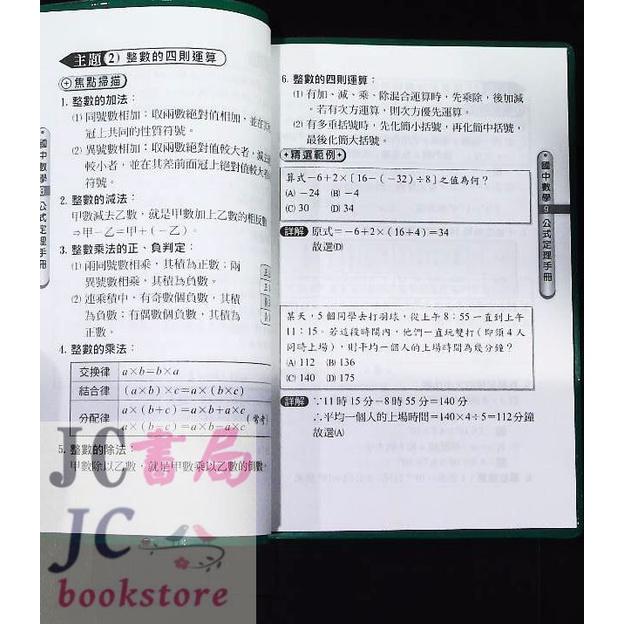 主題(2) 整數的四則運算
焦點掃描
1. 整數的加法：
(1) 同號數相加：取兩數絕對值相加，並在其
冠上共同的性質符號。
(2) 異號數相加：取兩數絕對值較大者，減去
較小者，並在其差前面冠上絕對值較大者
符號。
2. 整數的減法：
甲數減去乙數，就是甲數加上乙數的相反數
⇒甲－乙＝甲＋(－乙)。
3. 整數乘法的正、負判定：
(1) 兩同號數相乘，其積為正數；兩
異號數相乘，其積為負數。
(2) 連乘積中，有奇數個負數，其積
為負數；有偶數個負數，其積為
正數。
4. 整數的乘法：
交換律 a×b=b×a
結合律 (a×b)×c=a×(b×c)
分配律 a×(b+c)=a×b+a×c
a×(b−c)=a×b−a×c (常考)
5. 整數的除法：
甲數除以乙數，就是甲數乘以乙數的倒數。
國中數學 公式定理手冊
6. 整數的四則運算：
(1) 有加、減、乘、除混合運算時，先乘除，後加減
。若有次方運算，則次方優先運算。
(2) 有多重括號時，先化簡小括號，再化簡中括號，
最後化簡大括號。
精選範例
算式−6+2×[16−(−32)÷8]之值為何？
(A) −24 (B) −4
(C) 30 (D) 34
詳解 原式=−6+2×(16+4)=34
故選(D)
某天，5個同學去打羽球，從上午8：55一直到上午
11：15。若這段時間內，他們一直玩雙打(即須4人
同時上場)，則平均一個人的上場時間為幾分鐘？
(A) 112 (B) 136
(C) 140 (D) 175
詳解 ∵11時15分−8時55分=140分
∴平均一個人的上場時間=140×4÷5=112分鐘
故選(A)
國中數學 公式定理手冊
JC書局
JC
bookstore